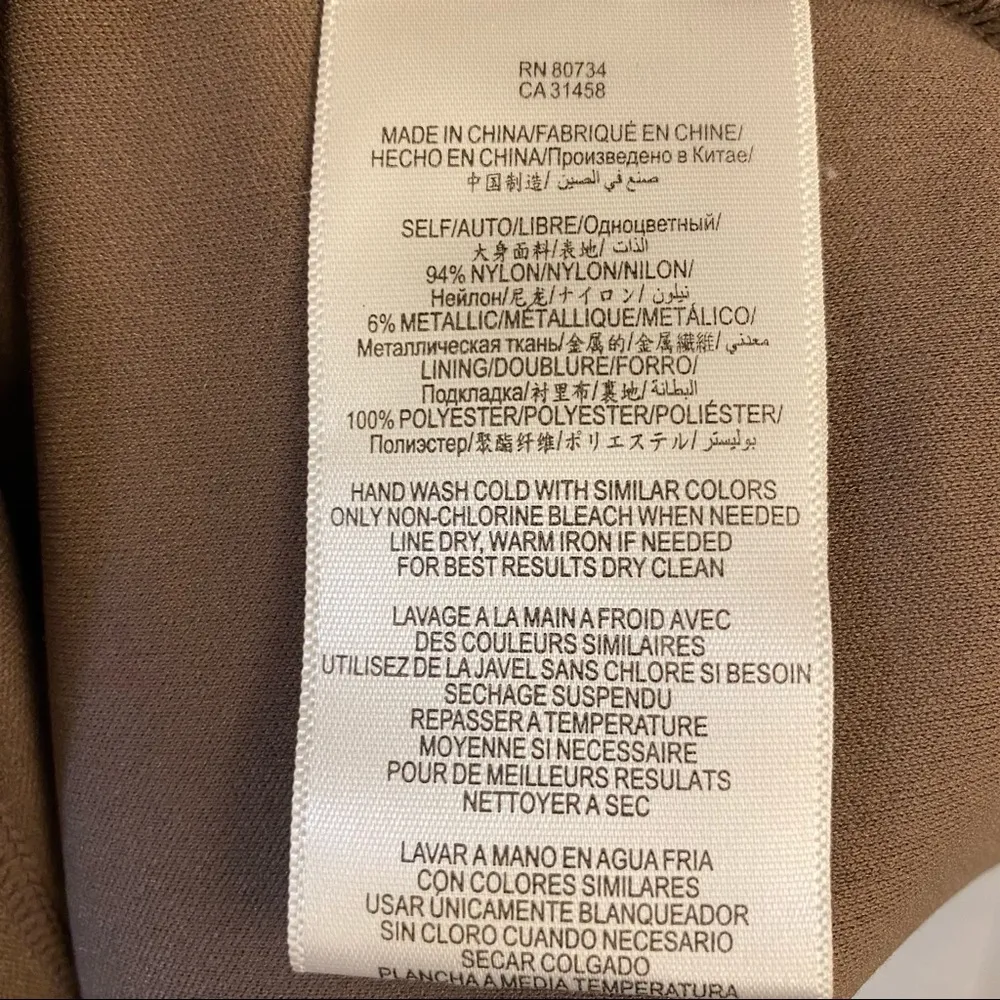 RN 80734
CA 31458
MADE IN CHINA/FABRIQUÉ EN CHINE/
HECHO EN CHINA/Произведено в Китае/
中国制造/ صنع في الصين
SELF/AUTO/LIBRE/Одноцветный/
大身面料/表地/ الذات
94% NYLON/NYLON/NILON/
Нейлон/尼龙/ナイロン/ نيلون
6% METALLIC/MÉTALLIQUE/METÁLICO/
Металлическая ткань/金属的/金属繊維/ معدني
LINING/DOUBLURE/FORRO/
Подкладка/衬里布/裏地/ البطانة
100% POLYESTER/POLYESTER/POLIÉSTER/
Полиэстер/聚酯纤维/ポリエステル/ بوليستر
HAND WASH COLD WITH SIMILAR COLORS
ONLY NON-CHLORINE BLEACH WHEN NEEDED
LINE DRY, WARM IRON IF NEEDED
FOR BEST RESULTS DRY CLEAN
LAVAGE A LA MAIN A FROID AVEC
DES COULEURS SIMILAIRES
UTILISEZ DE LA JAVEL SANS CHLORE SI BESOIN
SECHAGE SUSPENDU
REPASSER A TEMPERATURE
MOYENNE SI NECESSAIRE
POUR DE MEILLEURS RESULATS
NETTOYER A SEC
LAVAR A MANO EN AGUA FRIA
CON COLORES SIMILARES
USAR ÚNICAMENTE BLANQUEADOR
SIN CLORO CUANDO NECESARIO
SECAR COLGADO
PLANCHA A MEDIA TEMPERATURA